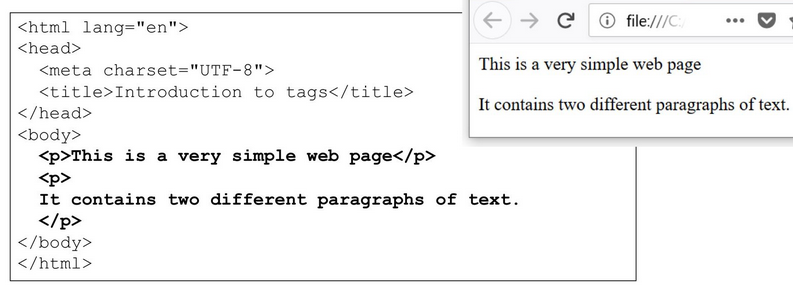 <html lang="en">
<head>
<meta charset="UTF-8">
<title>Introduction to tags</title>
</head>
<body>
<p>This is a very simple web page</p>
<p>
It contains two different paragraphs of text.
</p>
</body>
</html>
file:///C:
This is a very simple web page
It contains two different paragraphs of text.